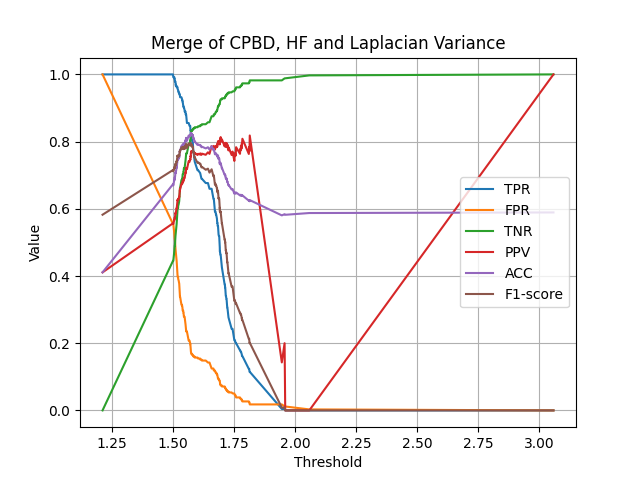 Merge of CPBD, HF and Laplacian Variance
1.0
0.8
0.6
0.4
0.2
0.0
Value
TPR
FPR
TNR
PPV
ACC
F1-score
1.25
1.50
1.75
2.00
2.25
2.50
2.75
3.00
Threshold